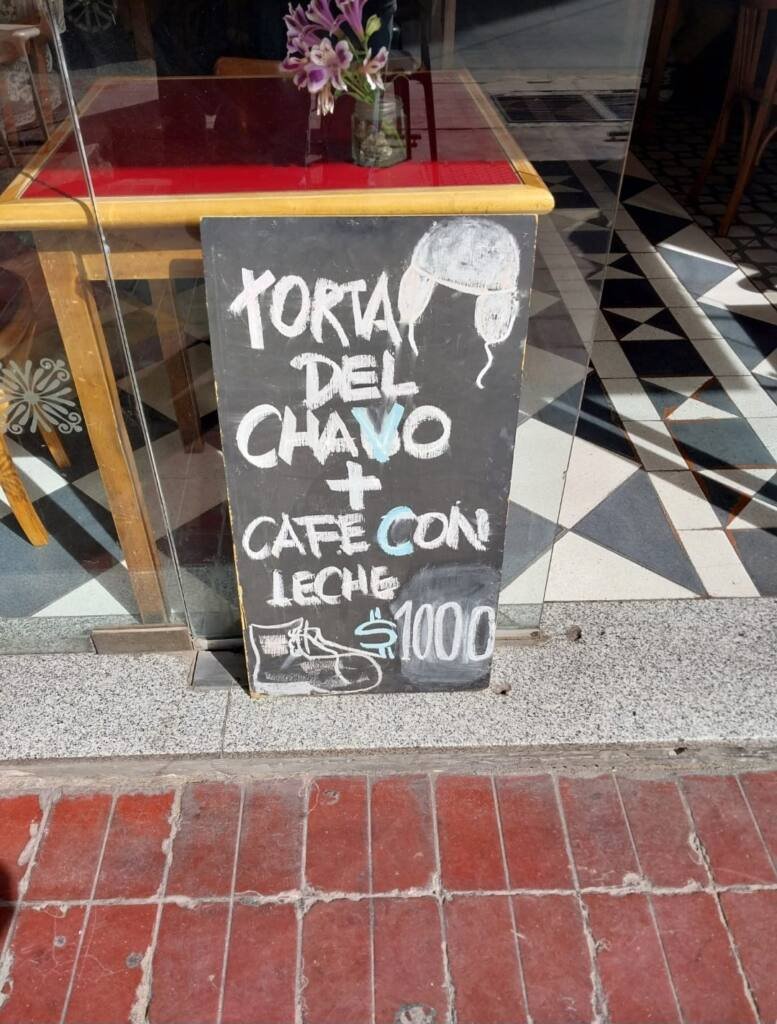 TORTA
DEL
CHAVO
+
CAFE CON
LECHE
$1000